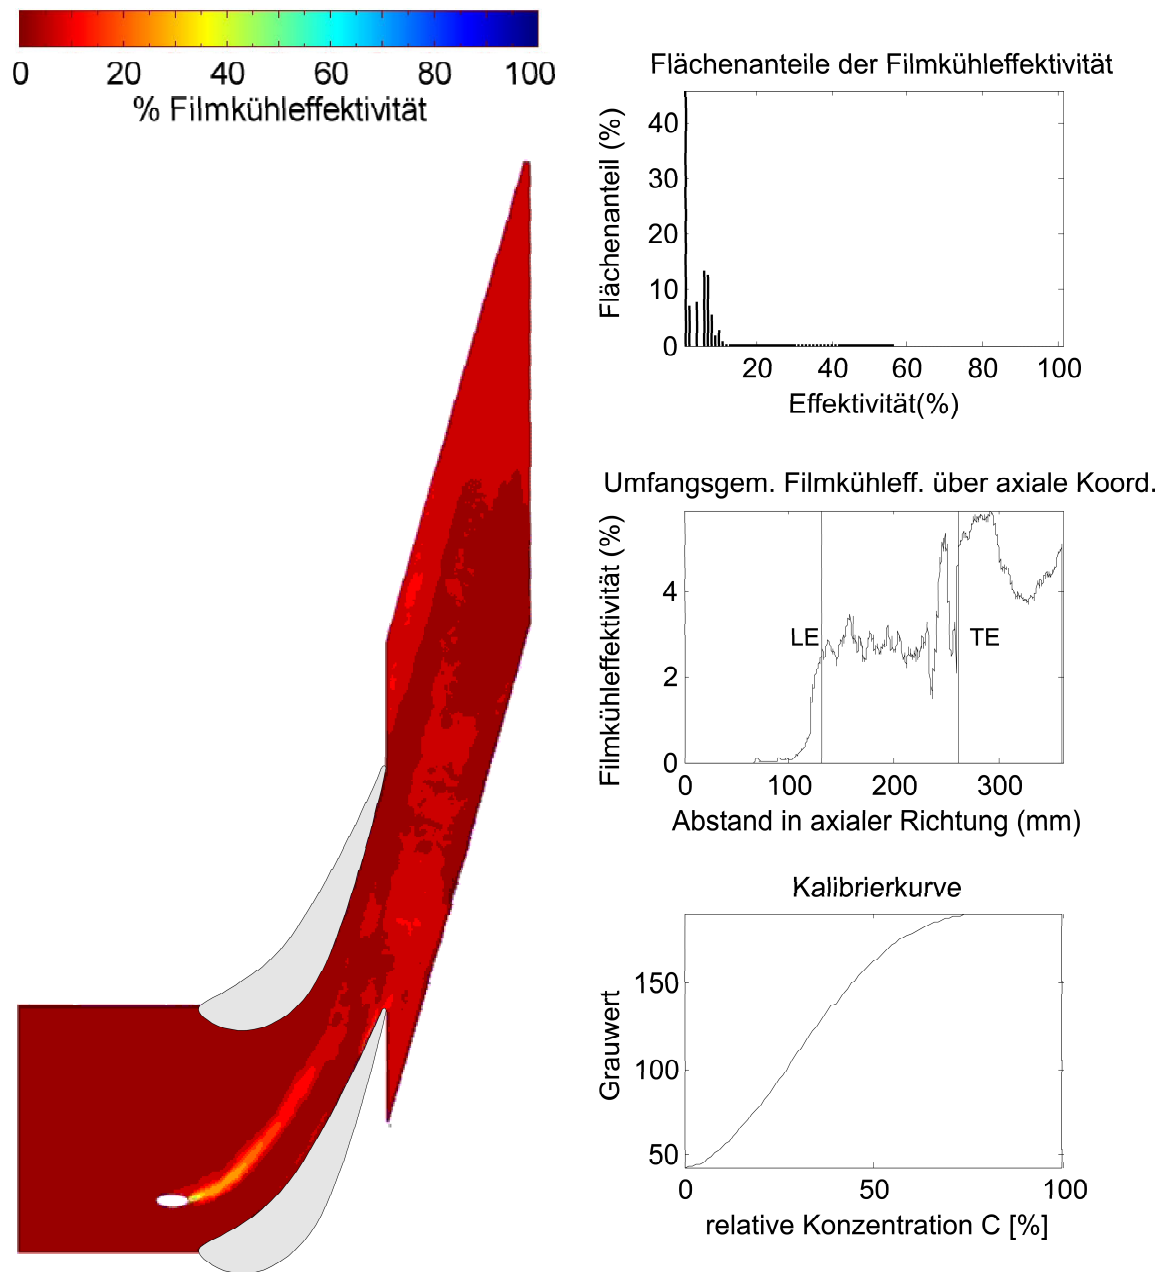 0 20 40 60 80 100
% Filmkühleffektivität
Flächenanteile der Filmkühleffektivität
Flächenanteil (%)
40
30
20
10
0
20 40 60 80 100
Effektivität(%)
Umfangsgem. Filmkühleff. über axiale Koord.
Filmkühleffektivität (%)
4
2
0
LE TE
0 100 200 300
Abstand in axialer Richtung (mm)
Kalibrierkurve
Grauwert
150
100
50
0 50 100
relative Konzentration C [%]